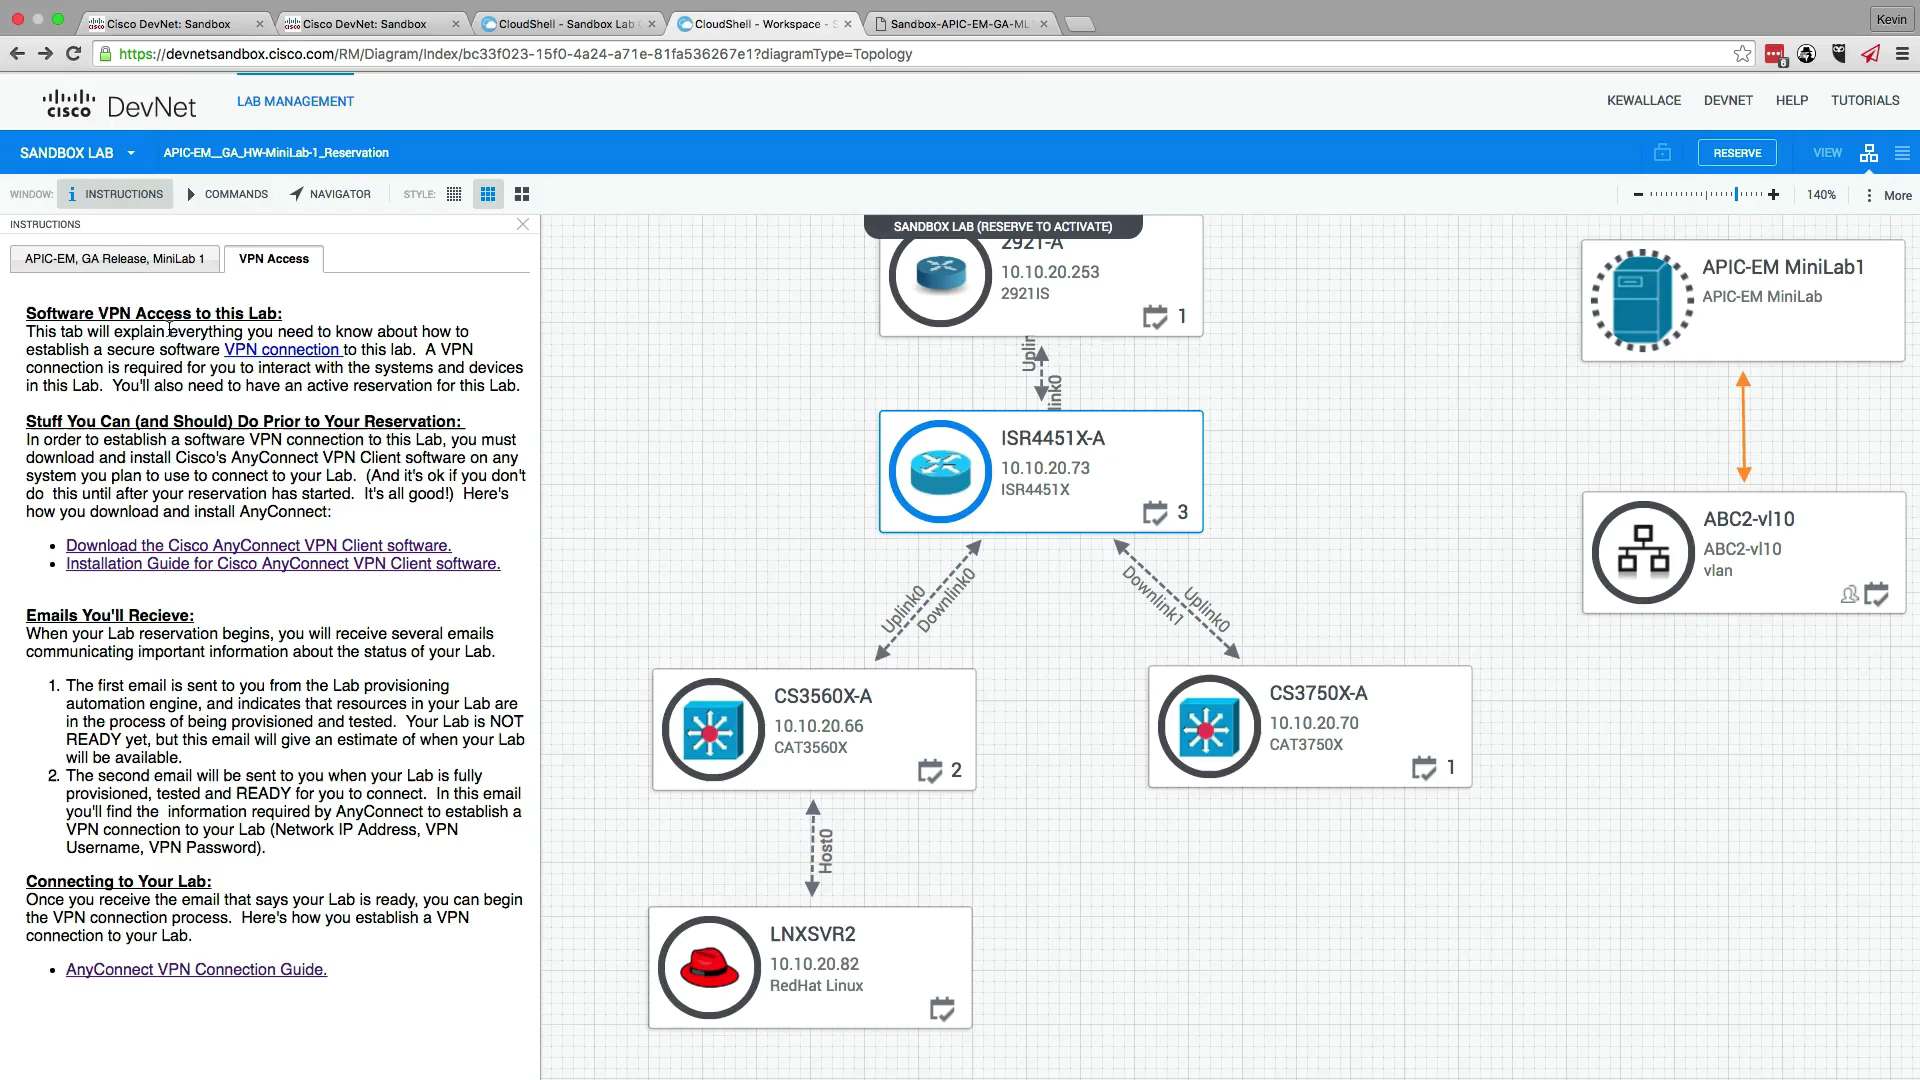 Cisco DevNet: Sandbox
Cisco DevNet: Sandbox
CloudShell - Sandbox Lab
CloudShell - Workspace - S
Sandbox-APIC-EM-GA-ML
Kevin
https://devnetsandbox.cisco.com/RM/Diagram/Index/bc33f023-15f0-4a24-a71e-81fa536267e1?diagramType=Topology
6
cisco DevNet
LAB MANAGEMENT
KEWALLACE DEVNET HELP TUTORIALS
SANDBOX LAB
APIC-EM__GA_HW-MiniLab-1_Reservation
RESERVE
VIEW
WINDOW: INSTRUCTIONS COMMANDS NAVIGATOR STYLE:
140% More
INSTRUCTIONS
APIC-EM, GA Release, MiniLab 1
VPN Access
Software VPN Access to this Lab:
This tab will explain everything you need to know about how to
establish a secure software VPN connection to this lab. A VPN
connection is required for you to interact with the systems and devices
in this Lab. You'll also need to have an active reservation for this Lab.
Stuff You Can (and Should) Do Prior to Your Reservation:
In order to establish a software VPN connection to this Lab, you must
download and install Cisco's AnyConnect VPN Client software on any
system you plan to use to connect to your Lab. (And it's ok if you don't
do this until after your reservation has started. It's all good!) Here's
how you download and install AnyConnect:
• Download the Cisco AnyConnect VPN Client software.
• Installation Guide for Cisco AnyConnect VPN Client software.
Emails You'll Recieve:
When your Lab reservation begins, you will receive several emails
communicating important information about the status of your Lab.
1. The first email is sent to you from the Lab provisioning
automation engine, and indicates that resources in your Lab are
in the process of being provisioned and tested. Your Lab is NOT
READY yet, but this email will give an estimate of when your Lab
will be available.
2. The second email will be sent to you when your Lab is fully
provisioned, tested and READY for you to connect. In this email
you'll find the information required by AnyConnect to establish a
VPN connection to your Lab (Network IP Address, VPN
Username, VPN Password).
Connecting to Your Lab:
Once you receive the email that says your Lab is ready, you can begin
the VPN connection process. Here's how you establish a VPN
connection to your Lab.
• AnyConnect VPN Connection Guide.
SANDBOX LAB (RESERVE TO ACTIVATE)
2921-A
10.10.20.253
2921IS
1
Uplin
link0
ISR4451X-A
10.10.20.73
ISR4451X
3
Uplink0
Downlink0
Downlink1
Uplink0
CS3560X-A
10.10.20.66
CAT3560X
2
CS3750X-A
10.10.20.70
CAT3750X
1
Host0
LNXSVR2
10.10.20.82
RedHat Linux
APIC-EM MiniLab1
APIC-EM MiniLab
ABC2-vl10
ABC2-vl10
vlan